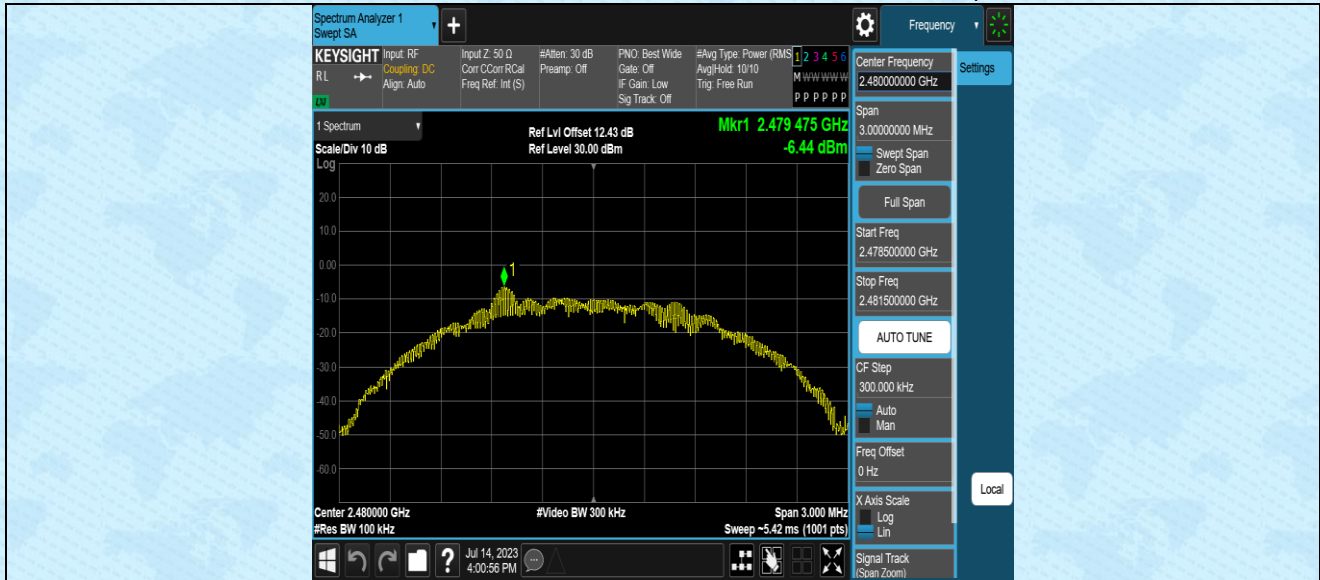 Spectrum Analyzer 1
Swept SA
+
Frequency
KEYSIGHT
RL
LXI
Input: RF
Coupling: DC
Align: Auto
Input Z: 50 Ω
Corr CCorr RCal
Freq Ref: Int (S)
#Atten: 30 dB
Preamp: Off
PNO: Best Wide
Gate: Off
IF Gain: Low
Sig Track: Off
#Avg Type: Power (RMS
Avg|Hold: 10/10
Trig: Free Run
1 2 3 4 5 6
M W W W W W
P P P P P P
1 Spectrum
Scale/Div 10 dB
Log
Ref Lvl Offset 12.43 dB
Ref Level 30.00 dBm
Mkr1 2.479 475 GHz
-6.44 dBm
20.0
10.0
0.00
-10.0
-20.0
-30.0
-40.0
-50.0
-60.0
1
Center 2.480000 GHz
#Res BW 100 kHz
#Video BW 300 kHz
Span 3.000 MHz
Sweep ~5.42 ms (1001 pts)
Center Frequency
2.480000000 GHz
Settings
Span
3.00000000 MHz
Swept Span
Zero Span
Full Span
Start Freq
2.478500000 GHz
Stop Freq
2.481500000 GHz
AUTO TUNE
CF Step
300.000 kHz
Auto
Man
Freq Offset
0 Hz
X Axis Scale
Log
Lin
Local
Signal Track
(Span Zoom)
?
Jul 14, 2023
4:00:56 PM